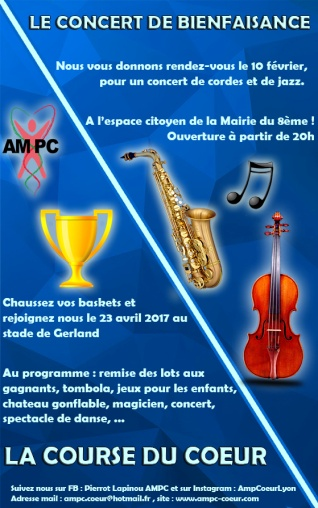 LE CONCERT DE BIENFAISANCE
Nous vous donnons rendez-vous le 10 février,
pour un concert de cordes et de jazz.
A l'espace citoyen de la Mairie du 8ème !
Ouverture à partir de 20h
AMPC
Chaussez vos baskets et
rejoignez nous le 23 avril 2017 au
stade de Gerland
Au programme : remise des lots aux
gagnants, tombola, jeux pour les enfants,
chateau gonflable, magicien, concert,
spectacle de danse, ...
LA COURSE DU COEUR
Suivez nous sur FB : Pierrot Lapinou AMPC et sur Instagram : AmpCoeurLyon
Adresse mail : ampc.coeur@hotmail.fr , site : www.ampc-coeur.com